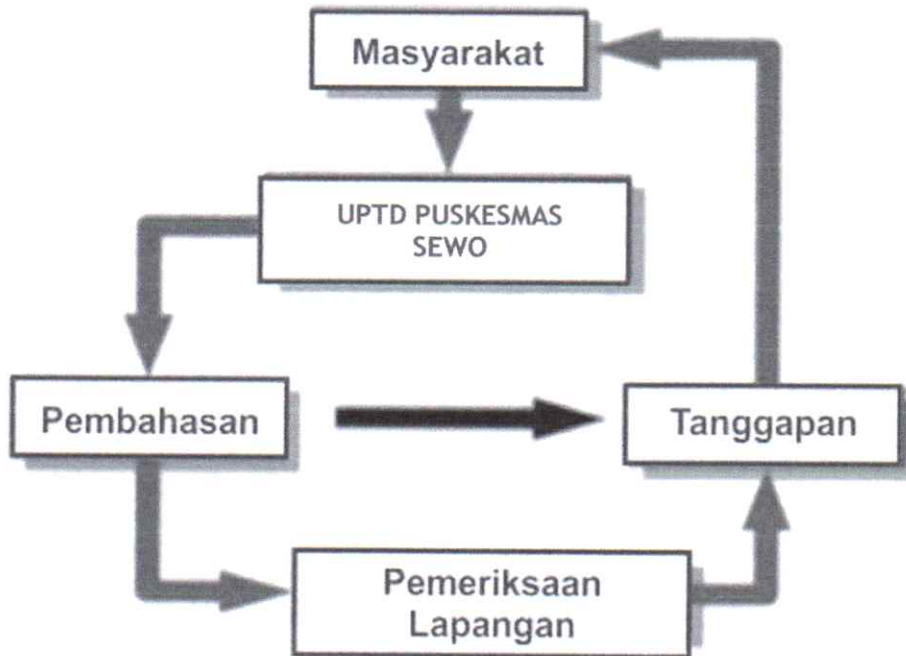 Masyarakat
UPTD PUSKESMAS
SEWO
Pembahasan
Tanggapan
Pemeriksaan
Lapangan